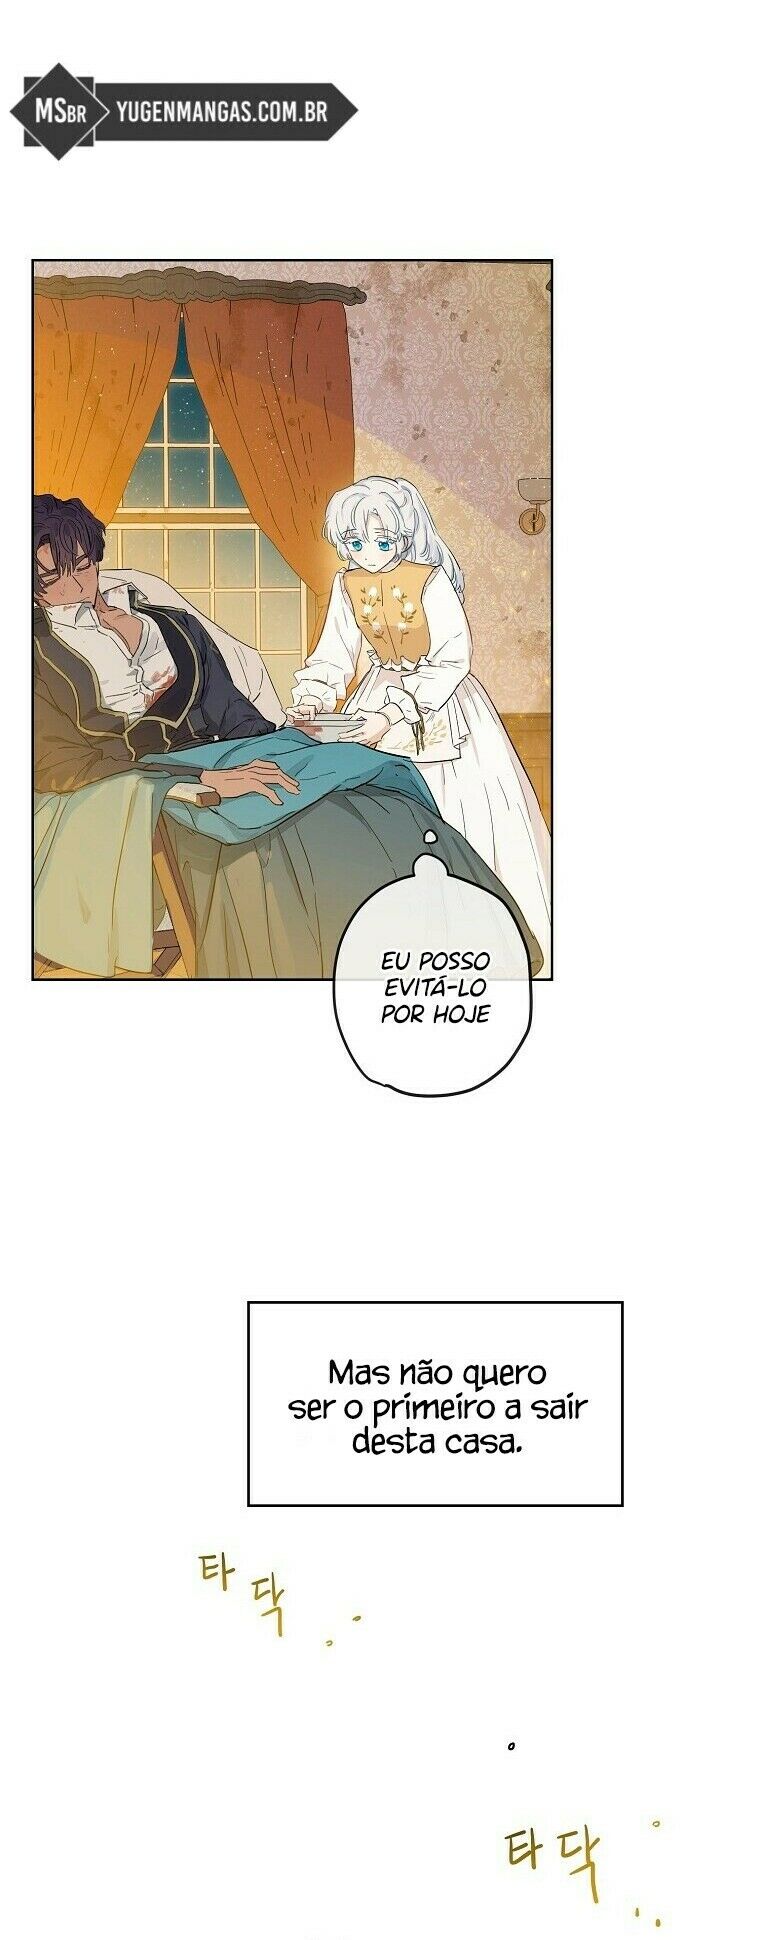 MSBR YUGENMANGAS.COM.BR
EU POSSO
EVITÁ-LO
POR HOJE
Mas não quero
ser o primeiro a sair
desta casa.
타닥
타닥